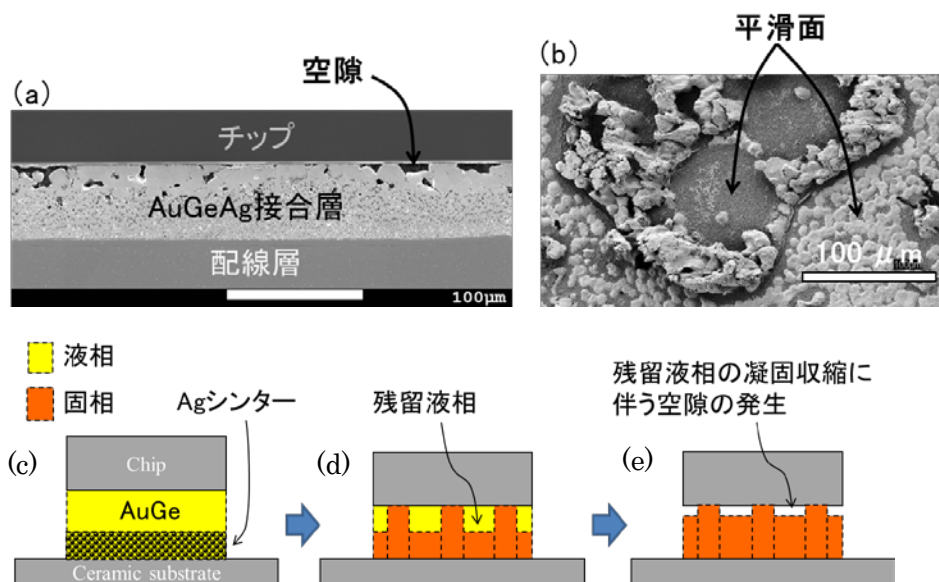 (a)
空隙
チップ
AuGeAg接合層
配線層
100μm
(b)
平滑面
100 μm
液相
固相
Agシンター
残留液相
残留液相の凝固収縮に
伴う空隙の発生
(c)
Chip
AuGe
Ceramic substrate
(d)
(e)